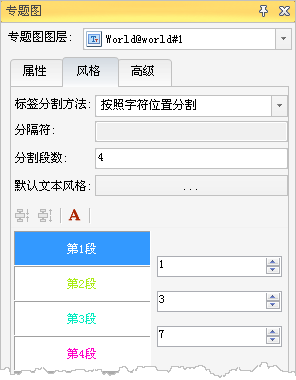 专题图
专题图图层: World@world#1
属性 风格 高级
标签分割方法: 按照字符位置分割
分隔符:
分割段数: 4
默认文本风格: ...
A
第1段
1
第2段
3
第3段
7
第4段